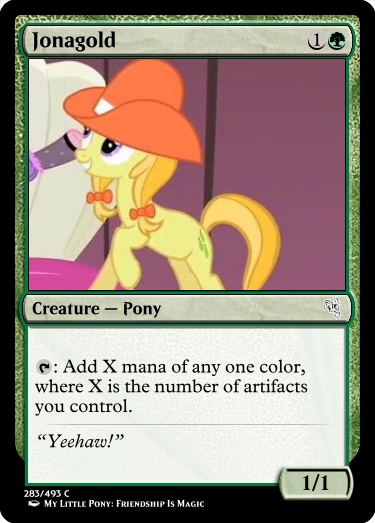 Jonagold 1
Creature — Pony
: Add X mana of any one color,
where X is the number of artifacts
you control.
“Yeehaw!”
1/1
283/493 C
My Little Pony: Friendship Is Magic